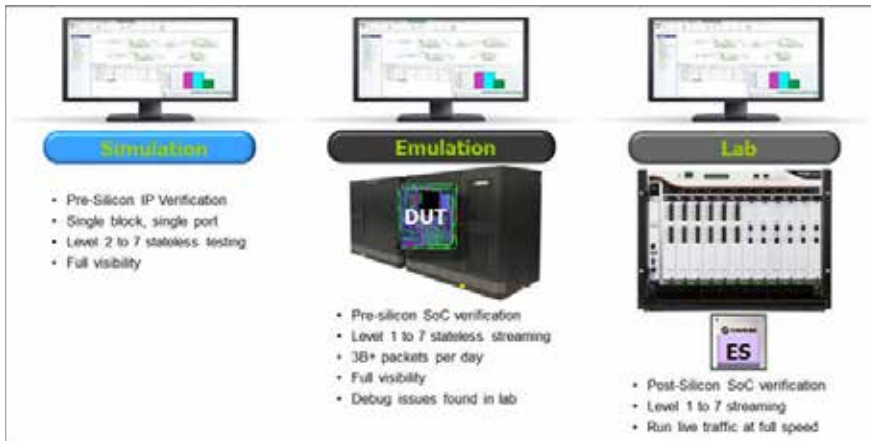 Simulation
Pre-Silicon IP Verification
Single block, single port
Level 2 to 7 stateless testing
Full visibility
Emulation
DUT
Pre-silicon SoC verification
Level 1 to 7 stateless streaming
3B+ packets per day
Full visibility
Debug issues found in lab
Lab
ES
Post-Silicon SoC verification
Level 1 to 7 streaming
Run live traffic at full speed